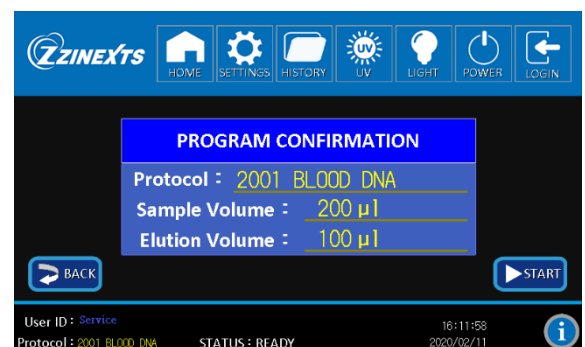 ZINEXTS
HOME SETTINGS HISTORY UV LIGHT POWER LOGIN
PROGRAM CONFIRMATION
Protocol : 2001 BLOOD DNA
Sample Volume : 200 µl
Elution Volume : 100 µl
BACK
START
User ID : Service
16:11:58
Protocol : 2001 BLOOD DNA STATUS : READY 2020/02/11